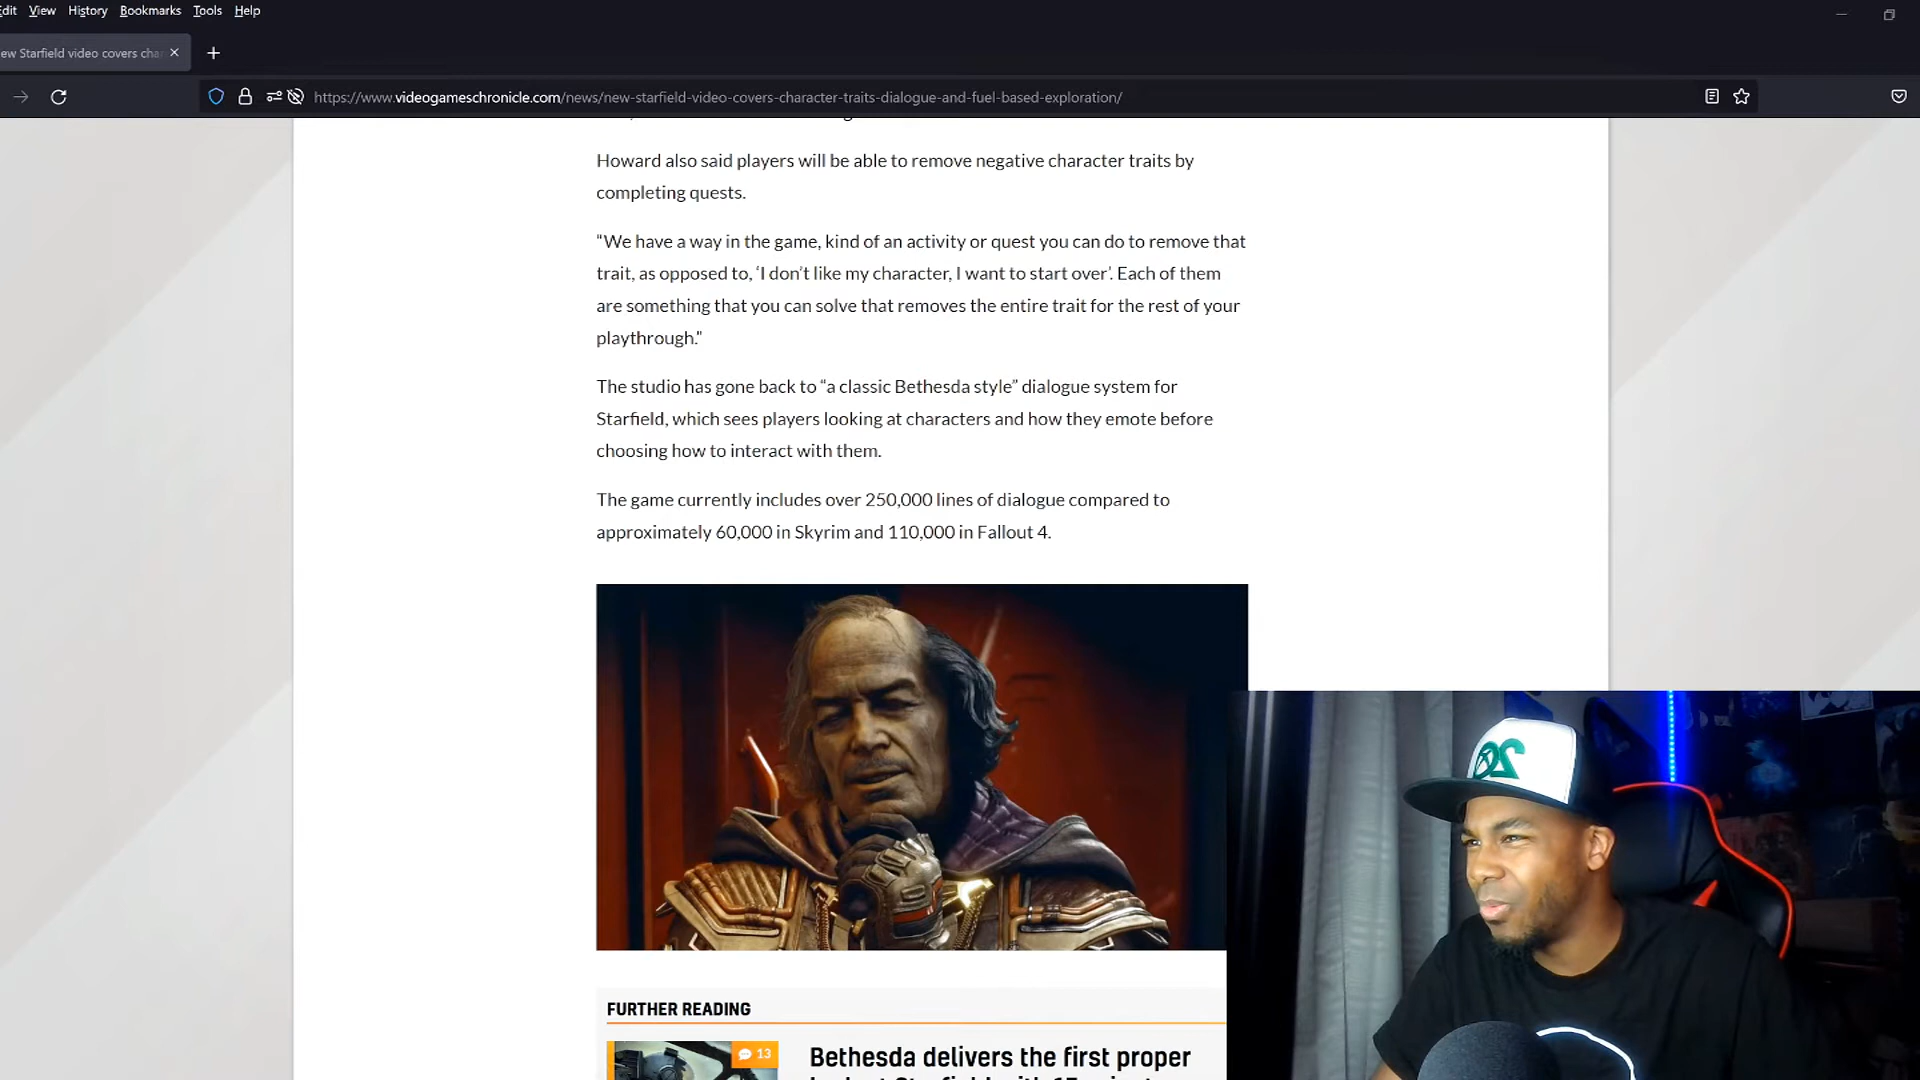 Edit View History Bookmarks Tools Help
ew Starfield video covers cha
https://www.videogameschronicle.com/news/new-starfield-video-covers-character-traits-dialogue-and-fuel-based-exploration/
Howard also said players will be able to remove negative character traits by
completing quests.
“We have a way in the game, kind of an activity or quest you can do to remove that
trait, as opposed to, ‘I don’t like my character, I want to start over’. Each of them
are something that you can solve that removes the entire trait for the rest of your
playthrough.”
The studio has gone back to “a classic Bethesda style” dialogue system for
Starfield, which sees players looking at characters and how they emote before
choosing how to interact with them.
The game currently includes over 250,000 lines of dialogue compared to
approximately 60,000 in Skyrim and 110,000 in Fallout 4.
FURTHER READING
13
Bethesda delivers the first proper